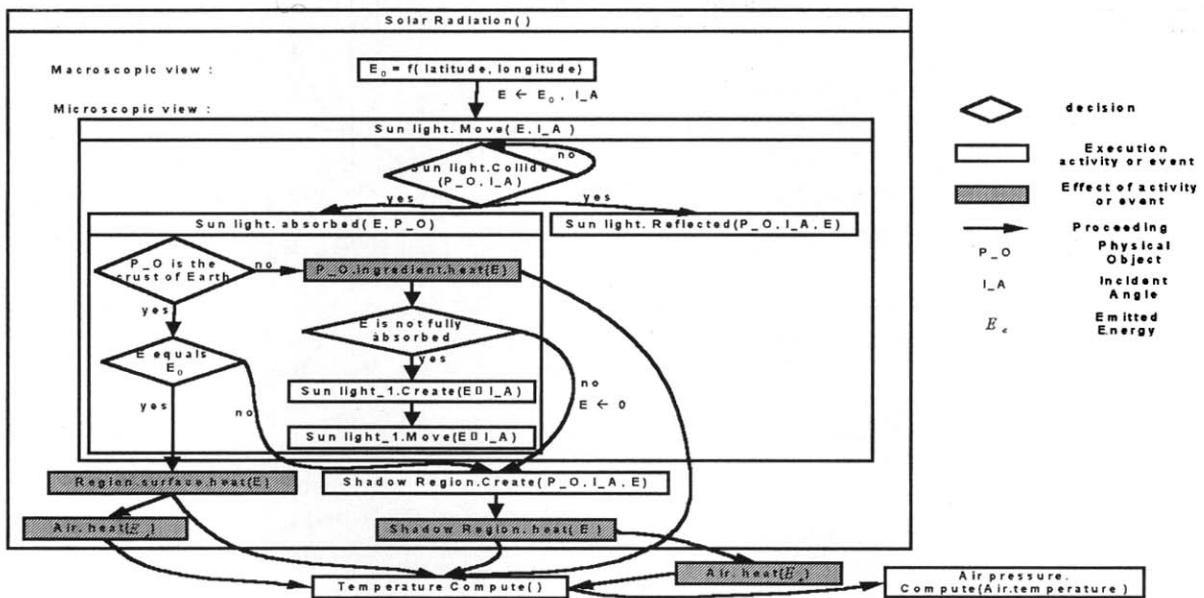 Solar Radiation()
Macroscopic view :
E₀ = f( latitude, longitude)
E ← E₀ , I_A
Microscopic view :
Sun light. Move( E, I_A )
no
Sun light.Collide
(P_O, I_A)
yes
yes
Sun light. absorbed( E, P_O)
Sun light. Reflected(P_O, I_A, E)
P_O is the
crust of Earth
no
P_O.ingredient.heat(E)
yes
E is not fully
absorbed
E equals
E₀
yes
no
E ← 0
Sun light_1.Create(E▯ I_A)
yes
no
Sun light_1.Move(E▯ I_A)
Region.surface.heat(E)
Shadow Region.Create( P_O, I_A, E)
Air. heat(Eₑ)
Shadow Region. heat( E)
Air. heat(Eₑ)
Temperature Compute()
Air pressure.
Compute(Air.temperature)
decision
Execution
activity or event
Effect of activity
or event
Proceeding
P_O
Physical
Object
I_A
Incident
Angle
Eₑ
Emitted
Energy